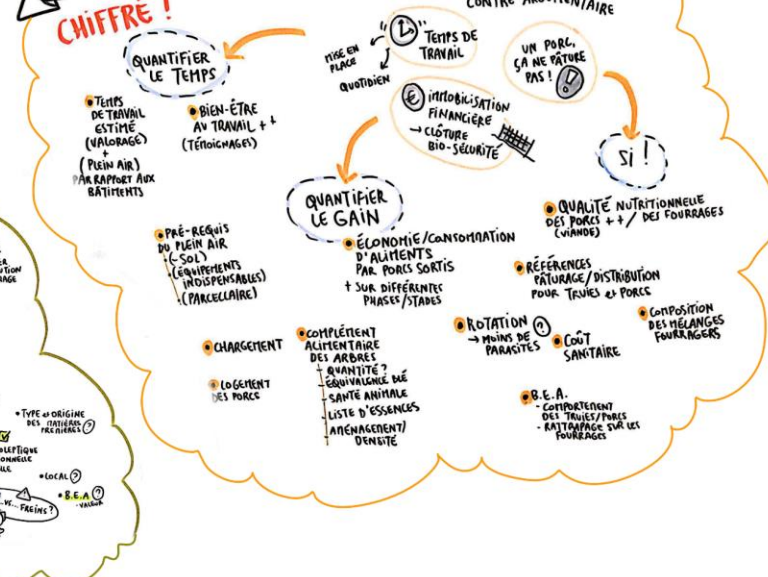 CHIFFRÉ !
CONTRE ARGUMENTAIRE
QUANTIFIER
LE TEMPS
MISE EN
PLACE
QUOTIDIEN
TEMPS DE
TRAVAIL
UN PORC,
ÇA NE PÂTURE
PAS !
€ IMMOBILISATION
FINANCIÈRE
→ CLÔTURE
BIO-SÉCURITÉ
SI !
• TEMPS
DE TRAVAIL
ESTIMÉ
(VALORAGE)
+
(PLEIN AIR)
PAR RAPPORT AUX
BÂTIMENTS
• BIEN-ÊTRE
AU TRAVAIL ++
(TÉMOIGNAGES)
QUANTIFIER
LE GAIN
• PRÉ-REQUIS
DU PLEIN AIR
- (-SOL)
- (ÉQUIPEMENTS
INDISPENSABLES)
- (PARCELLAIRE)
• ÉCONOMIE/CONSOMMATION
D'ALIMENTS
PAR PORCS SORTIS
+ SUR DIFFÉRENTES
PHASES/STADES
• QUALITÉ NUTRITIONNELLE
DES PORCS ++/ DES FOURRAGES
(VIANDE)
• RÉFÉRENCES
PÂTURAGE/DISTRIBUTION
POUR TRUIES et PORCS
• CHARGEMENT
• LOGEMENT
DES PORCS
• COMPLÉMENT
ALIMENTAIRE
DES ARBRES
- QUANTITÉ ?
- ÉQUIVALENCE BLÉ
- SANTÉ ANIMALE
- LISTE D'ESSENCES
- AMÉNAGEMENT/
DENSITÉ
• ROTATION ?
→ MOINS DE
PARASITES
• COÛT
SANITAIRE
• COMPOSITION
DES MÉLANGES
FOURRAGERS
• B.E.A.
- COMPORTEMENT
DES TRUIES/PORCS
- RATTRAPAGE SUR LES
FOURRAGES
• TYPE et ORIGINE
DES MATIÈRES
PREMIÈRES ?
• LOCAL ?
• B.E.A ?
- VALEUR
VS... FREINS ?